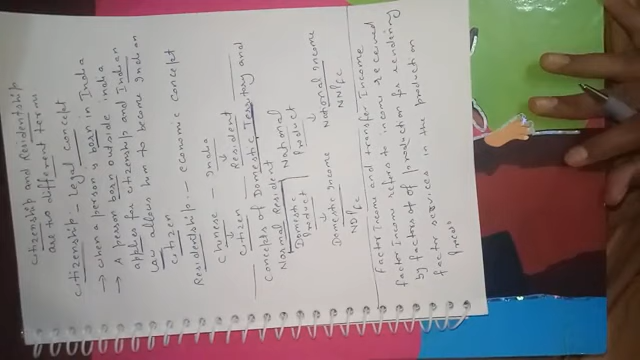 Citizenship and Residentship
are two different terms
Citizenship - Legal Concept
→ When a person is born in India
→ A person born outside india
applies for citizenship and Indian
Law allows him to become Indian
Citizen
Residentship - economic Concept
Chinese - India
↓ ↓
Citizen Resident
Concepts of Domestic Territory and
Normal Resident
Domestic Product National Product
↓ ↓
Domestic Income National Income
NDPFC NNPFC
Factor Income and transfer Income
Factor Income refers to income received
by factors of production for rendering
factor services in the production
process